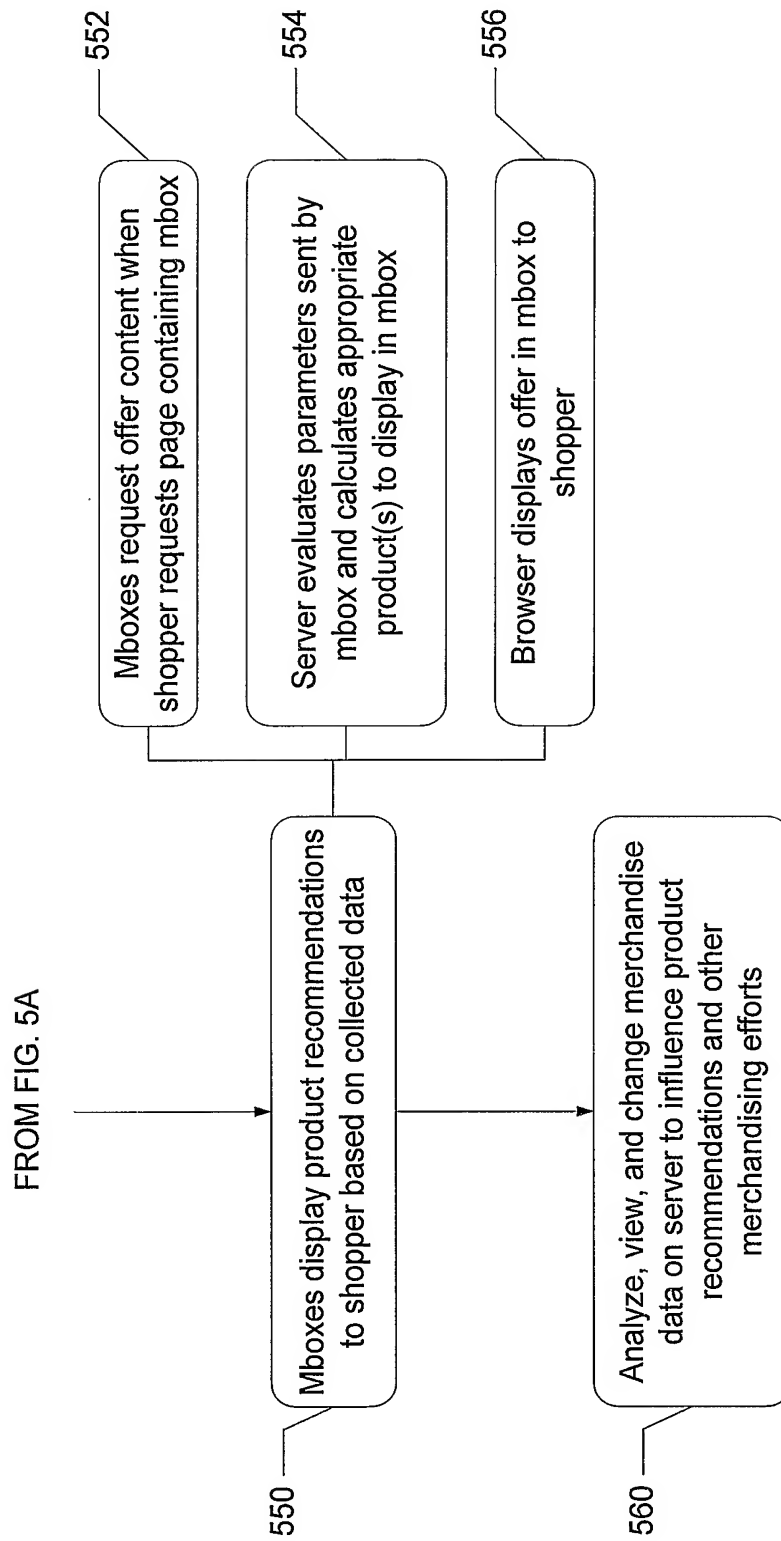 FROM FIG. 5A
550
Mboxes display product recommendations
to shopper based on collected data
552
Mboxes request offer content when
shopper requests page containing mbox
554
Server evaluates parameters sent by
mbox and calculates appropriate
product(s) to display in mbox
556
Browser displays offer in mbox to
shopper
560
Analyze, view, and change merchandise
data on server to influence product
recommendations and other
merchandising efforts